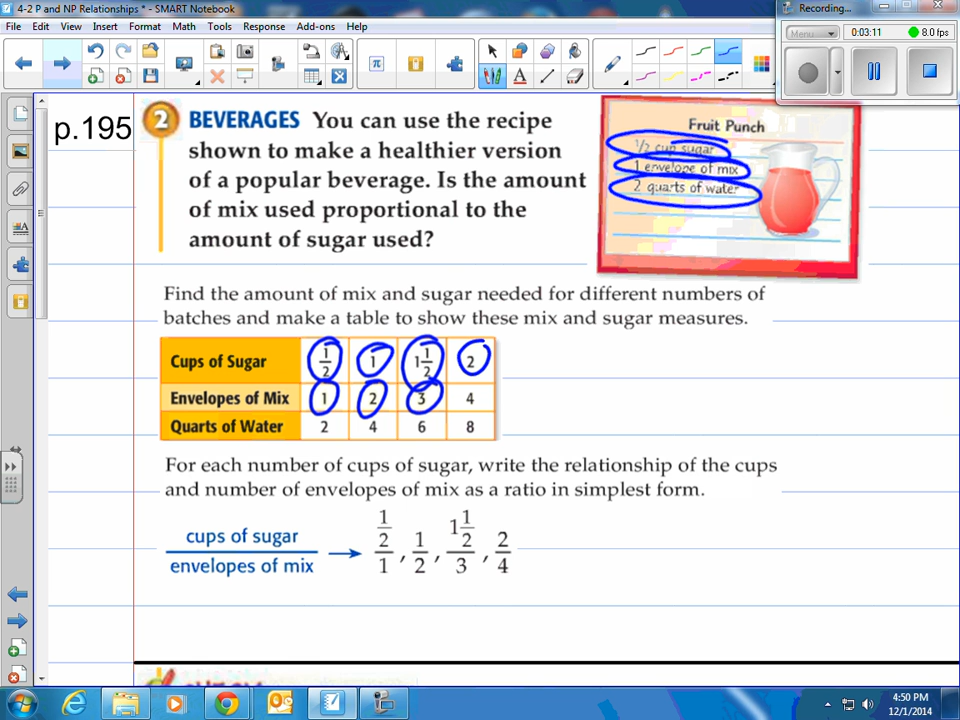 4-2 P and NP Relationships * - SMART Notebook
Recording...
File Edit View Insert Format Math Tools Response Add-ons Help
Menu
00:03:11
8.0 fps
p.195
2 BEVERAGES You can use the recipe
shown to make a healthier version
of a popular beverage. Is the amount
of mix used proportional to the
amount of sugar used?
Fruit Punch
1/2 cup sugar
1 envelope of mix
2 quarts of water
Find the amount of mix and sugar needed for different numbers of
batches and make a table to show these mix and sugar measures.
Cups of Sugar 1/2 1 1 1/2 2
Envelopes of Mix 1 2 3 4
Quarts of Water 2 4 6 8
For each number of cups of sugar, write the relationship of the cups
and number of envelopes of mix as a ratio in simplest form.
cups of sugar
envelopes of mix
→ 1/2/1, 1/2, 1 1/2/3, 2/4
4:50 PM
12/1/2014